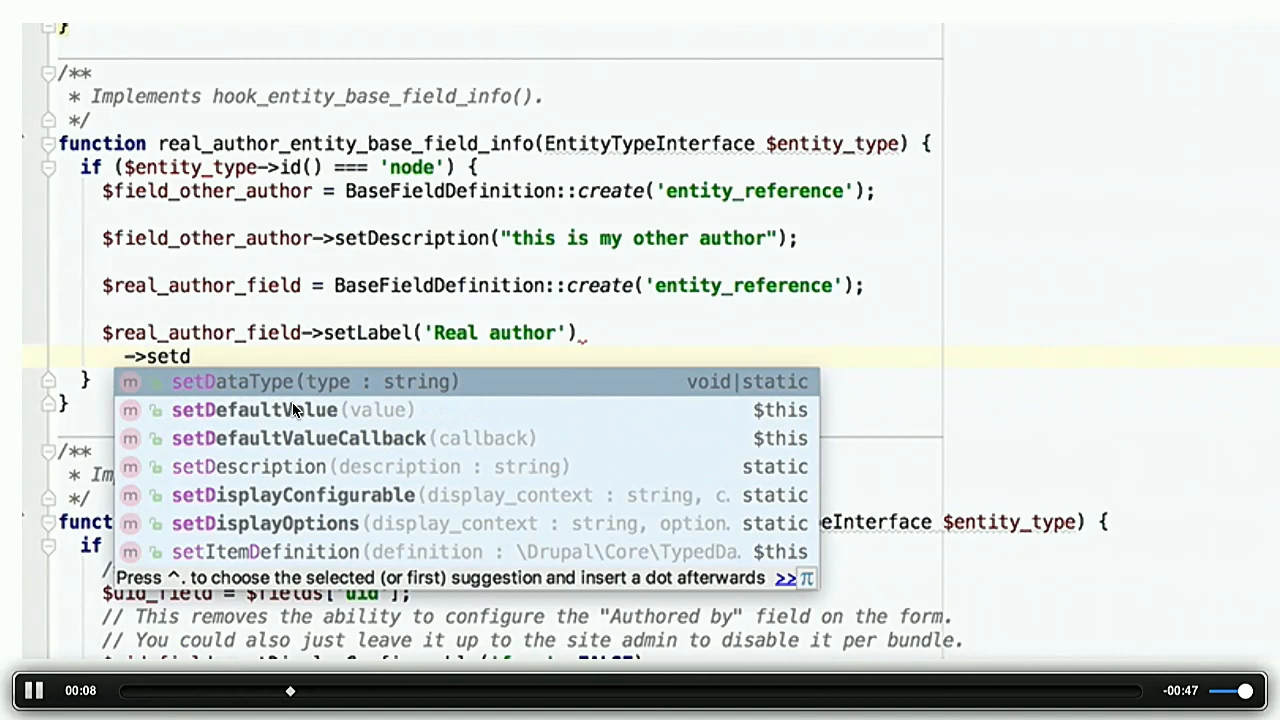 }
/**
 * Implements hook_entity_base_field_info().
 */
function real_author_entity_base_field_info(EntityTypeInterface $entity_type) {
  if ($entity_type->id() === 'node') {
    $field_other_author = BaseFieldDefinition::create('entity_reference');
    $field_other_author->setDescription("this is my other author");
    $real_author_field = BaseFieldDefinition::create('entity_reference');
    $real_author_field->setLabel('Real author')
      ->setd
  }
m setDataType(type : string) void|static
}
m setDefaultValue(value) $this
m setDefaultValueCallback(callback) $this
/**
m setDescription(description : string) static
 * Im
m setDisplayConfigurable(display_context : string, c. static
 */
m setDisplayOptions(display_context : string, option. static
funct eInterface $entity_type) {
  if
m setItemDefinition(definition : \Drupal\Core\TypedDa. $this
Press ^. to choose the selected (or first) suggestion and insert a dot afterwards >> π
    $uid_field = $fields['uid'];
    // This removes the ability to configure the "Authored by" field on the form.
    // You could also just leave it up to the site admin to disable it per bundle.
00:08 -00:47